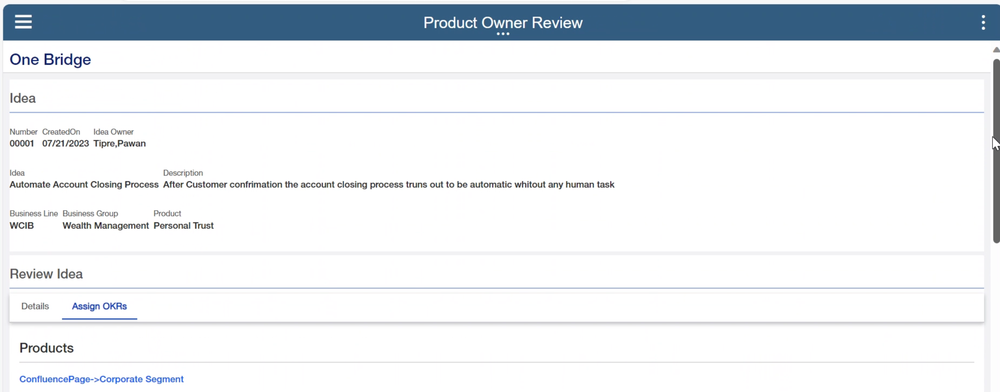 Product Owner Review
One Bridge
Idea
Number CreatedOn Idea Owner
00001 07/21/2023 Tipre,Pawan
Idea Description
Automate Account Closing Process After Customer confrimation the account closing process truns out to be automatic whitout any human task
Business Line Business Group Product
WCIB Wealth Management Personal Trust
Review Idea
Details Assign OKRs
Products
ConfluencePage->Corporate Segment